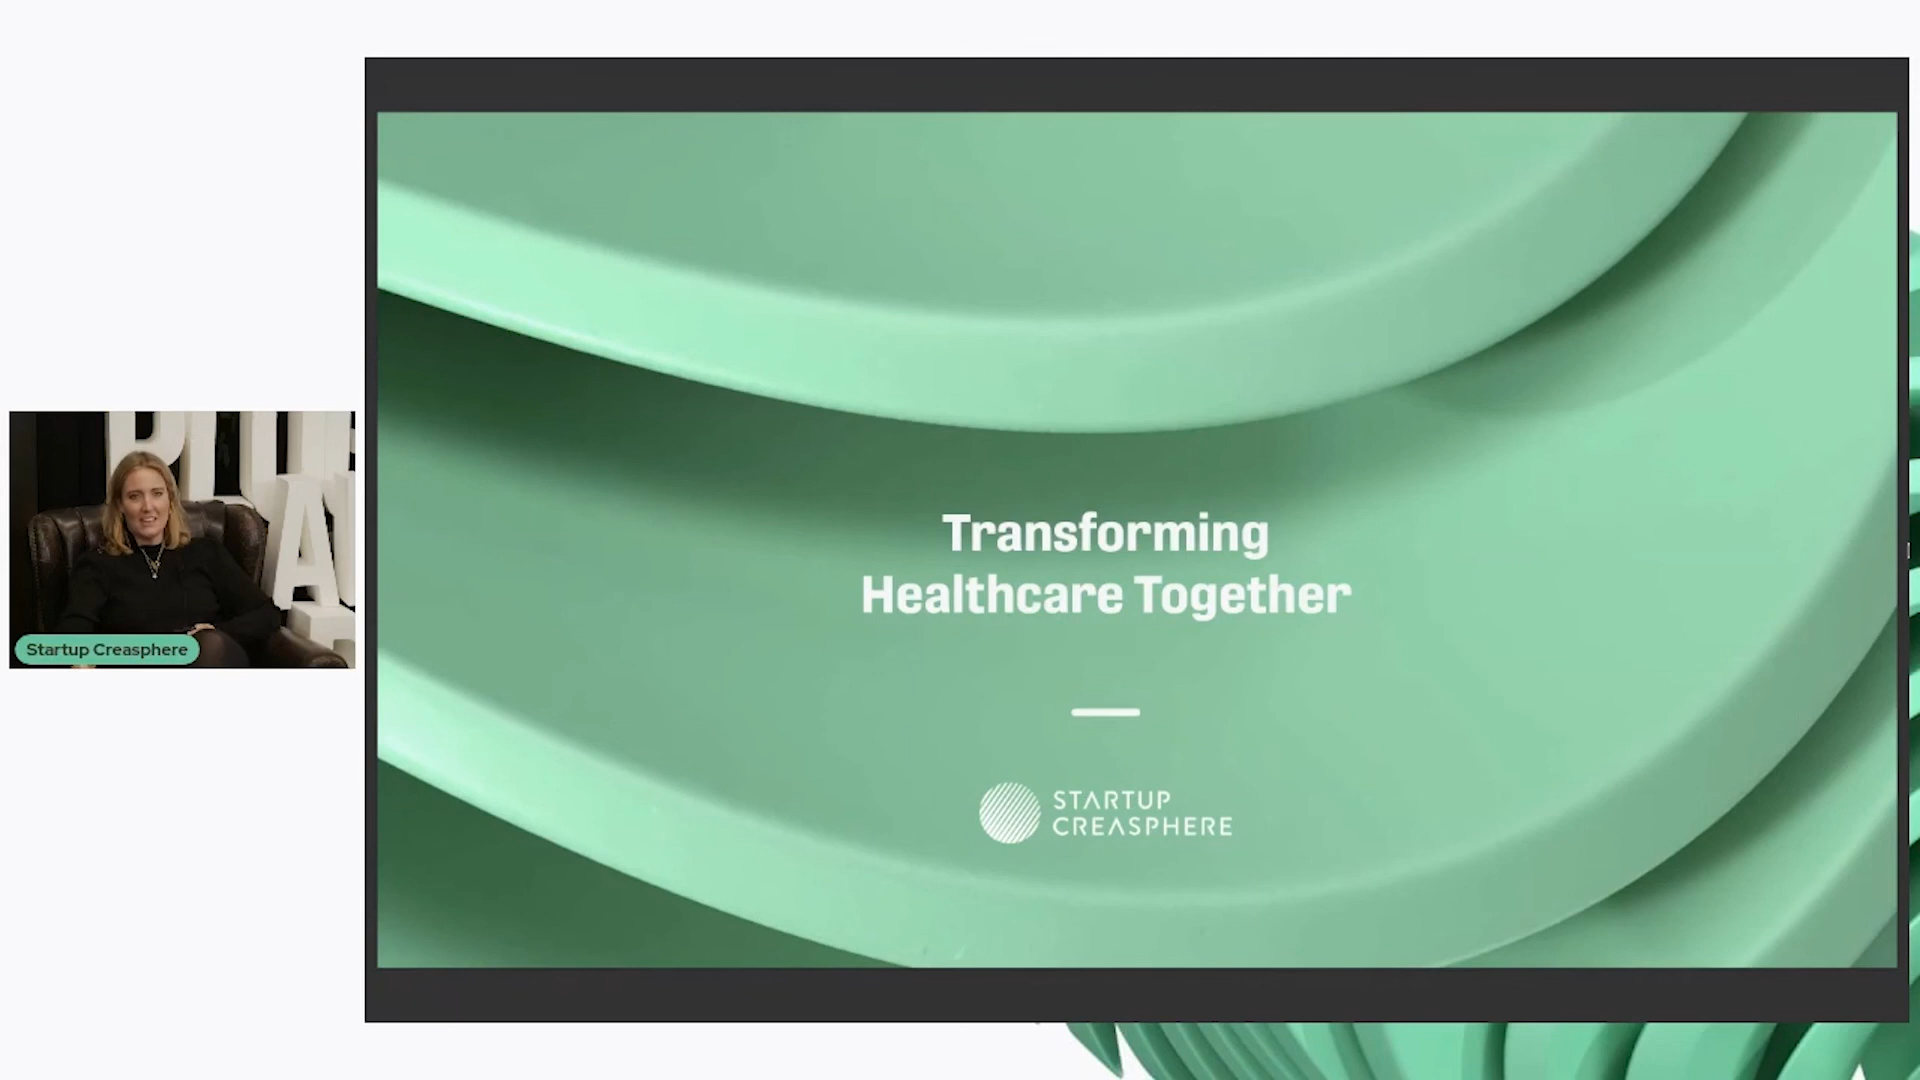 Startup Creasphere
Transforming
Healthcare Together
STARTUP
CREASPHERE